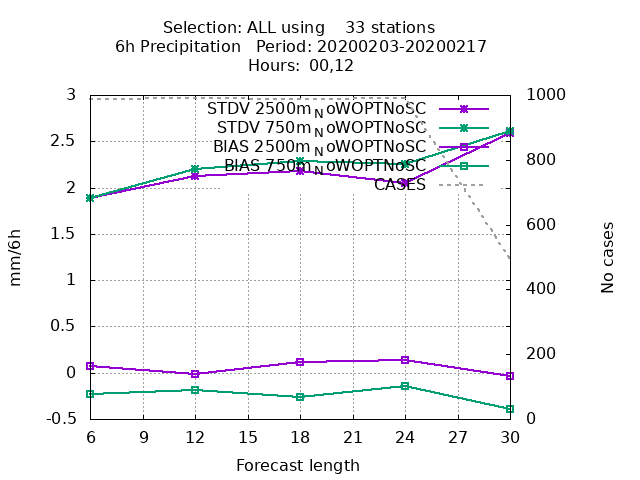 Selection: ALL using 33 stations
6h Precipitation Period: 20200203-20200217
Hours: 00,12
STDV 2500m_NoWOPTNoSC
STDV 750m_NoWOPTNoSC
BIAS 2500m_NoWOPTNoSC
BIAS 750m_NoWOPTNoSC
CASES
3
2.5
2
1.5
1
0.5
0
-0.5
mm/6h
1000
800
600
400
200
0
No cases
6 9 12 15 18 21 24 27 30
Forecast length